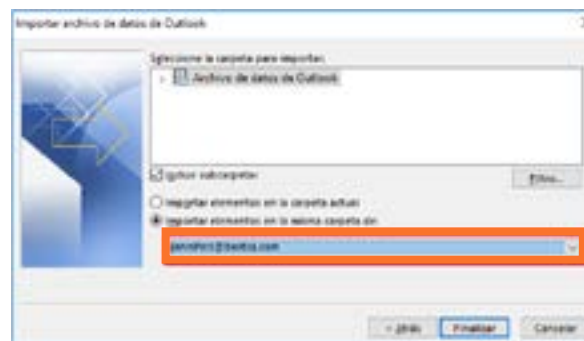 Importar archivo de datos de Outlook
Seleccione la carpeta para importar:
Archivo de datos de Outlook
Incluir subcarpetas
Filtro...
Importar elementos en la carpeta actual
Importar elementos en la misma carpeta de:
< Atrás
Finalizar
Cancelar